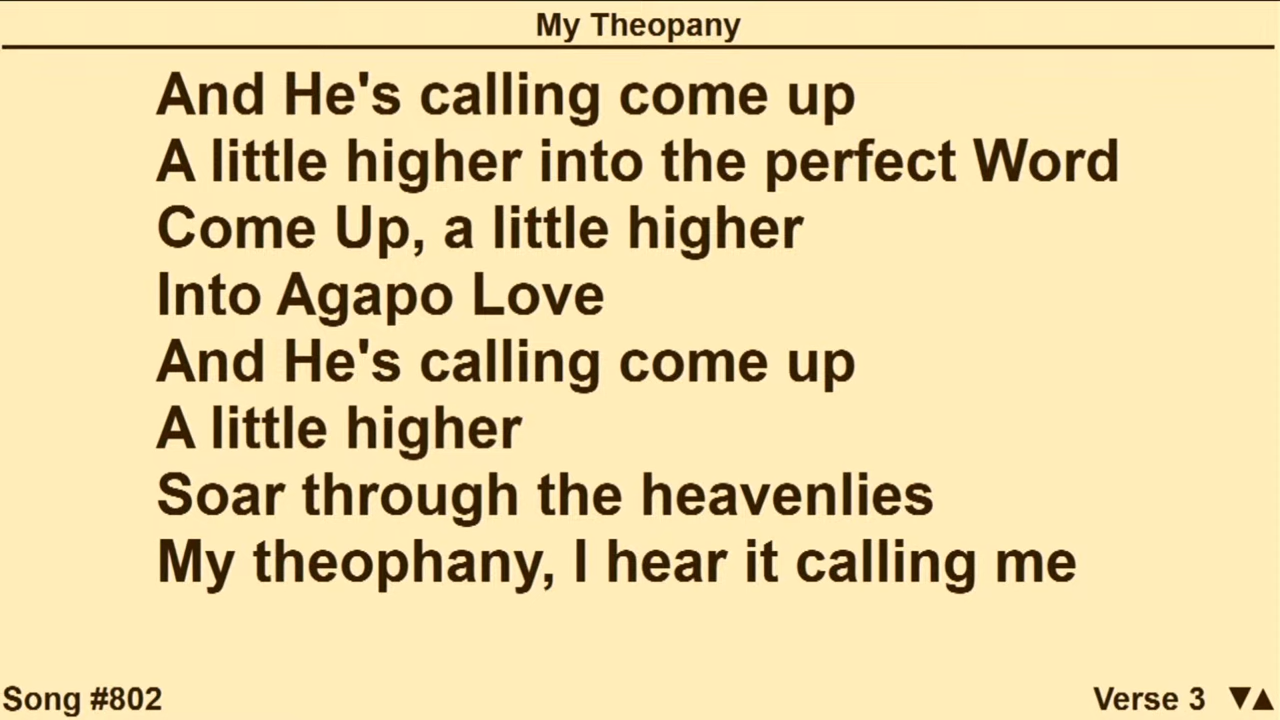 My Theopany
And He's calling come up
A little higher into the perfect Word
Come Up, a little higher
Into Agapo Love
And He's calling come up
A little higher
Soar through the heavenlies
My theophany, I hear it calling me
Song #802
Verse 3 ▼▲